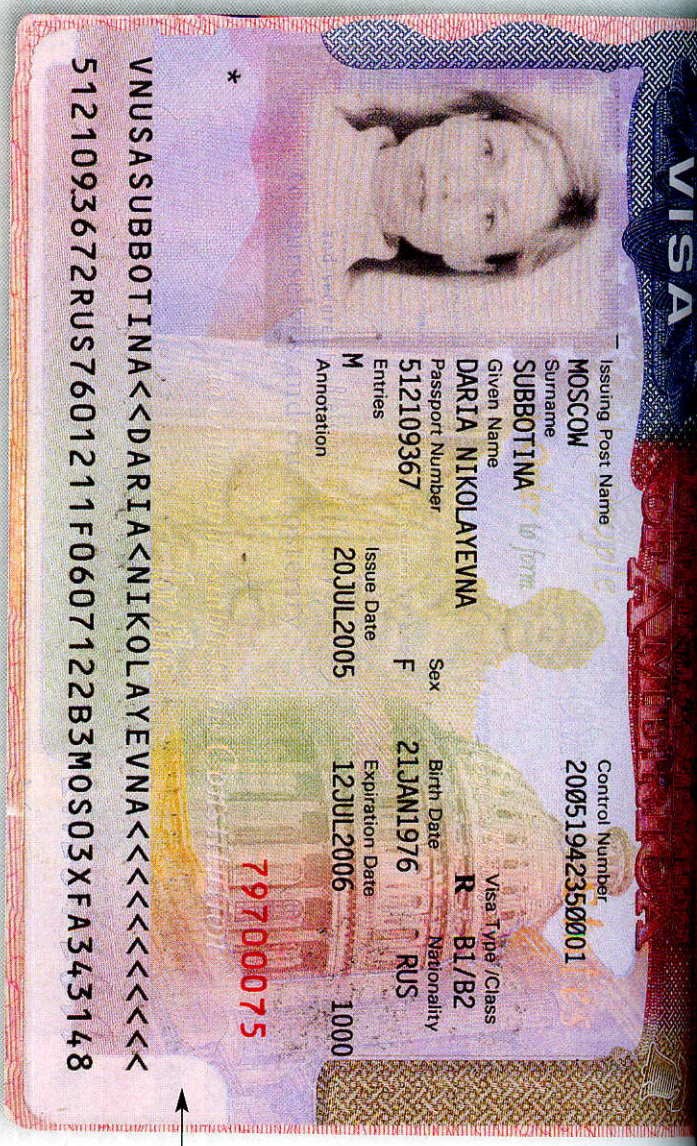 VISA
OF AMERICA
Issuing Post Name
MOSCOW
Control Number
20051942350001
Surname
SUBBOTINA
Given Name
DARIA NIKOLAYEVNA
Visa Type /Class
R B1/B2
Passport Number
512109367
Sex
F
Birth Date
21JAN1976
Nationality
RUS
Entries
M
Issue Date
20JUL2005
Expiration Date
12JUL2006
1000
Annotation
79700075
*
VNUSASUBBOTINA<<DARIA<NIKOLAYEVNA<<<<<<<<<<
5121093672RUS7601211F0607122B3MOS03XFA343148